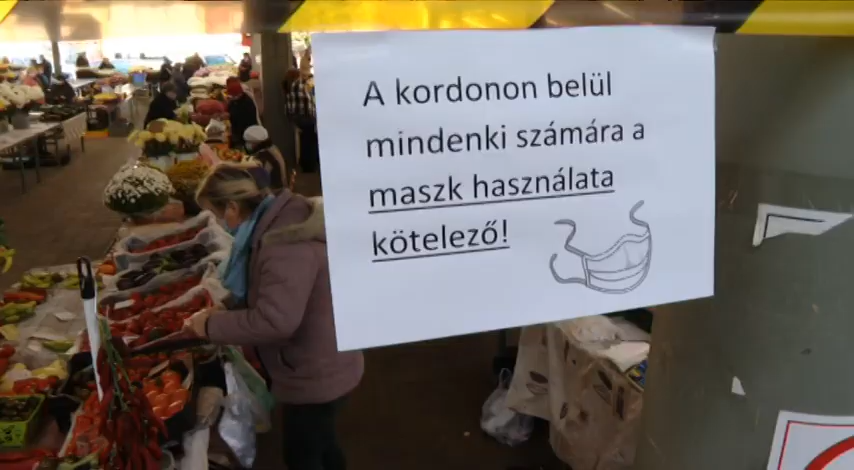 A kordonon belül
mindenki számára a
maszk használata
kötelező!